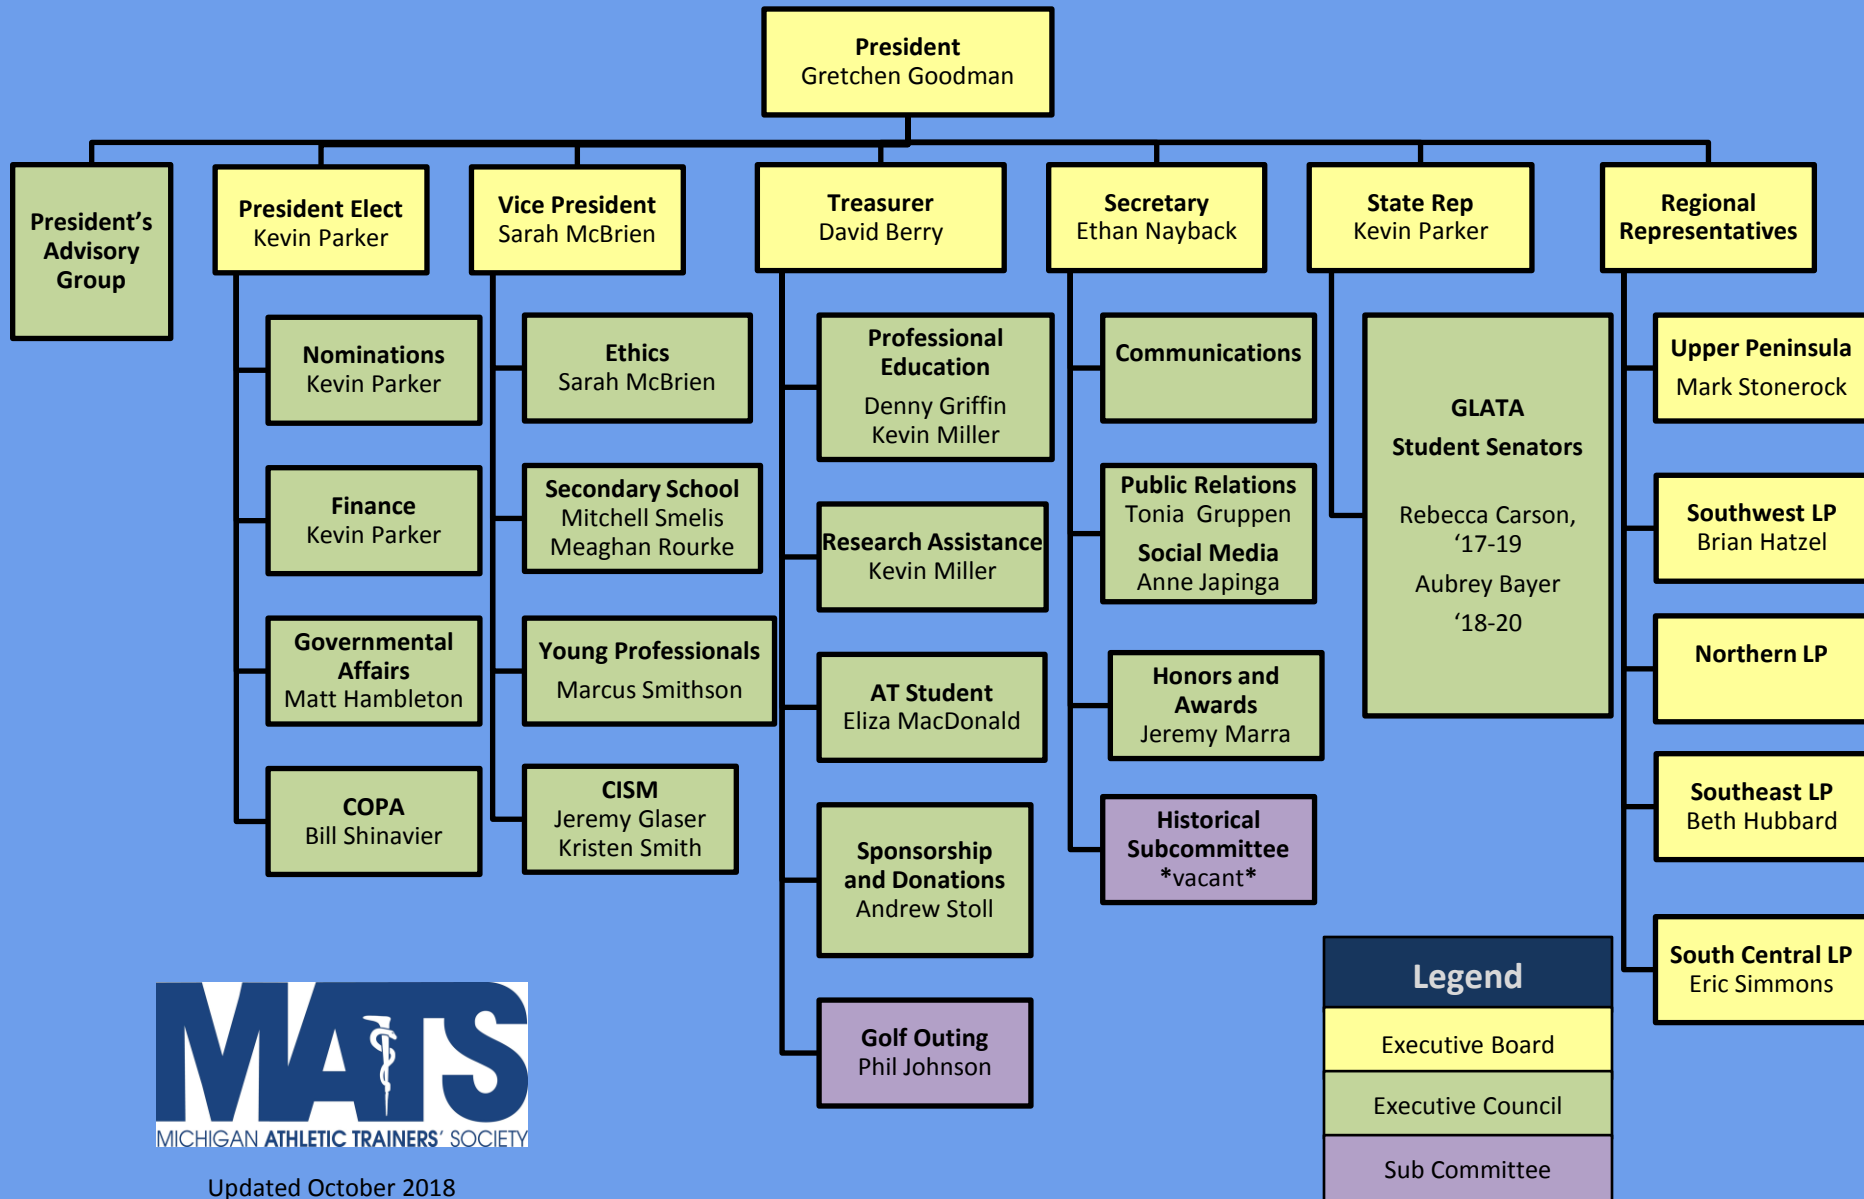 President
Gretchen Goodman
President’s
Advisory
Group
President Elect
Kevin Parker
Vice President
Sarah McBrien
Treasurer
David Berry
Secretary
Ethan Nayback
State Rep
Kevin Parker
Regional
Representatives
Nominations
Kevin Parker
Finance
Kevin Parker
Governmental
Affairs
Matt Hambleton
COPA
Bill Shinavier
Ethics
Sarah McBrien
Secondary School
Mitchell Smelis
Meaghan Rourke
Young Professionals
Marcus Smithson
CISM
Jeremy Glaser
Kristen Smith
Professional
Education
Denny Griffin
Kevin Miller
Research Assistance
Kevin Miller
AT Student
Eliza MacDonald
Sponsorship
and Donations
Andrew Stoll
Golf Outing
Phil Johnson
Communications
Public Relations
Tonia  Gruppen
Social Media
Anne Japinga
Honors and
Awards
Jeremy Marra
Historical
Subcommittee
*vacant*
GLATA
Student Senators
Rebecca Carson,
‘17-19
Aubrey Bayer
‘18-20
Upper Peninsula
Mark Stonerock
Southwest LP
Brian Hatzel
Northern LP
Southeast LP
Beth Hubbard
South Central LP
Eric Simmons
Legend
Executive Board
Executive Council
Sub Committee
MATS
MICHIGAN ATHLETIC TRAINERS’ SOCIETY
Updated October 2018